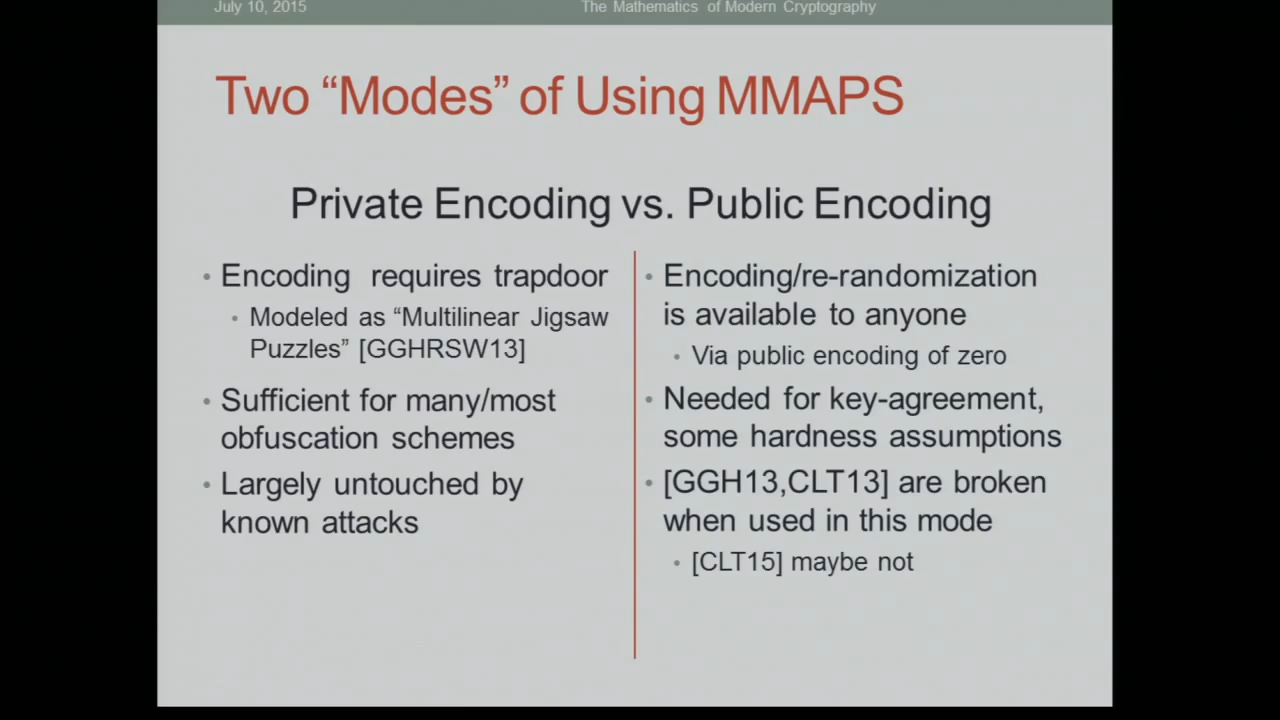 July 10, 2015
The Mathematics of Modern Cryptography
Two “Modes” of Using MMAPS
Private Encoding vs. Public Encoding
• Encoding requires trapdoor
• Modeled as “Multilinear Jigsaw
Puzzles” [GGHRSW13]
• Sufficient for many/most
obfuscation schemes
• Largely untouched by
known attacks
• Encoding/re-randomization
is available to anyone
• Via public encoding of zero
• Needed for key-agreement,
some hardness assumptions
• [GGH13,CLT13] are broken
when used in this mode
• [CLT15] maybe not